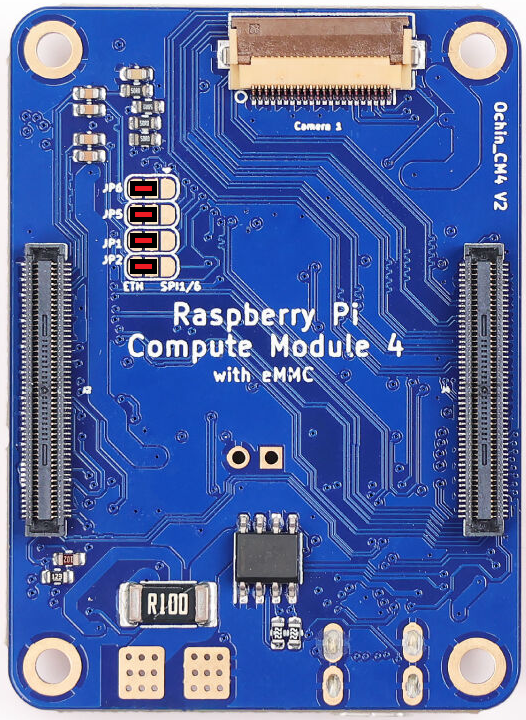 Camera 1
Ochin_CM4 V2
JP6
JP5
JP1
JP2
ETH SPI1/6
Raspberry Pi
Compute Module 4
with eMMC
R100